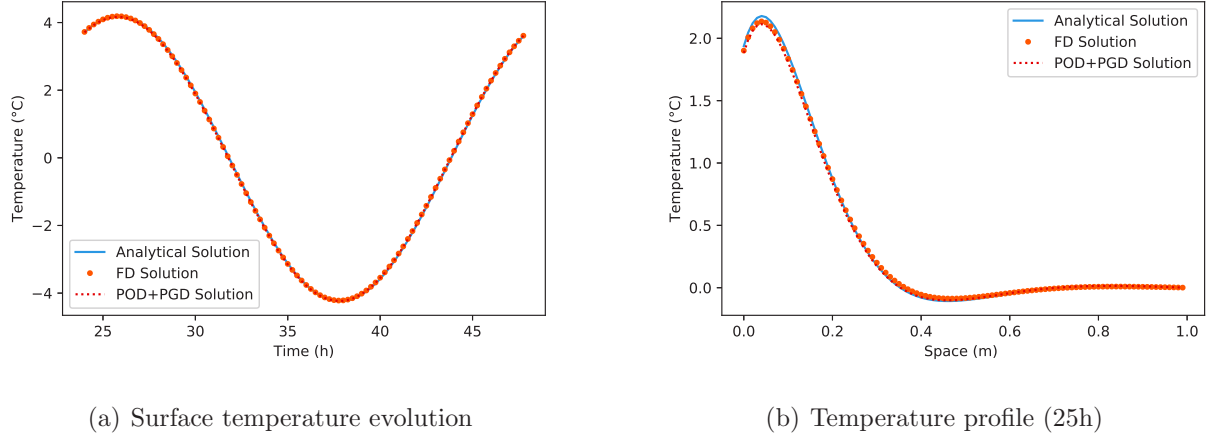 4
2
0
−2
−4
Temperature (°C)
25
30
35
40
45
Time (h)
Analytical Solution
FD Solution
POD+PGD Solution
(a) Surface temperature evolution
2.0
1.5
1.0
0.5
0.0
Temperature (°C)
0.0
0.2
0.4
0.6
0.8
1.0
Space (m)
Analytical Solution
FD Solution
POD+PGD Solution
(b) Temperature profile (25h)